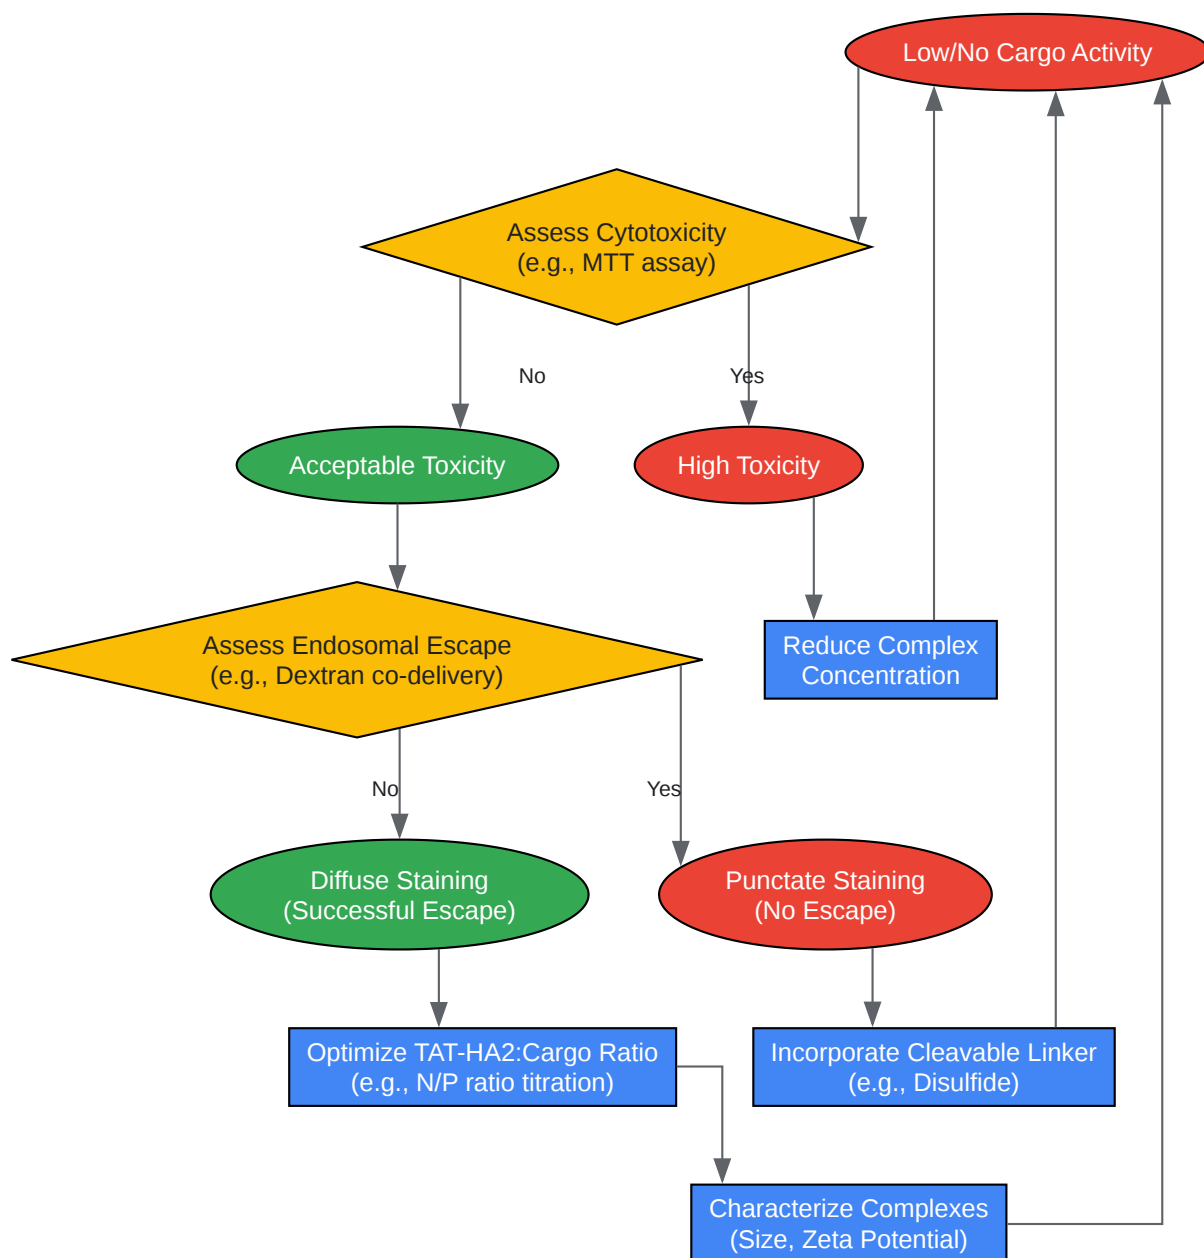 Low/No Cargo Activity
Assess Cytotoxicity
(e.g., MTT assay)
No
Yes
Acceptable Toxicity
High Toxicity
Assess Endosomal Escape
(e.g., Dextran co-delivery)
Reduce Complex
Concentration
No
Yes
Diffuse Staining
(Successful Escape)
Punctate Staining
(No Escape)
Optimize TAT-HA2:Cargo Ratio
(e.g., N/P ratio titration)
Incorporate Cleavable Linker
(e.g., Disulfide)
Characterize Complexes
(Size, Zeta Potential)